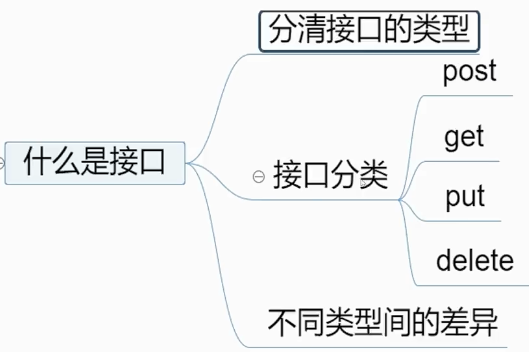 什么是接口
分清接口的类型
接口分类
post
get
put
delete
不同类型间的差异